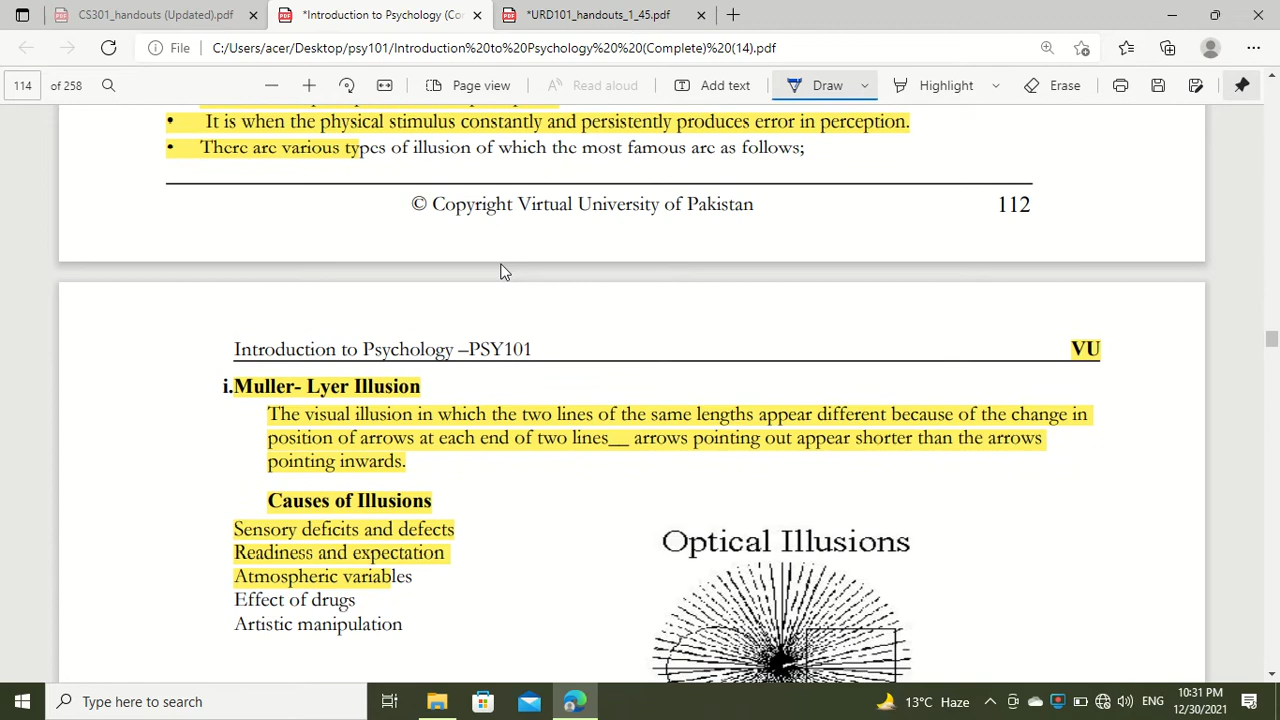 CS301_handouts (Updated).pdf
*Introduction to Psychology (Co
*URD101_handouts_1_45.pdf
File
C:/Users/acer/Desktop/psy101/Introduction%20to%20Psychology%20%20(Complete)%20(14).pdf
114 of 258
Page view
Read aloud
Add text
Draw
Highlight
Erase
• It is when the physical stimulus constantly and persistently produces error in perception.
• There are various types of illusion of which the most famous are as follows;
© Copyright Virtual University of Pakistan 112
Introduction to Psychology –PSY101 VU
i.Muller- Lyer Illusion
The visual illusion in which the two lines of the same lengths appear different because of the change in
position of arrows at each end of two lines__ arrows pointing out appear shorter than the arrows
pointing inwards.
Causes of Illusions
Sensory deficits and defects
Readiness and expectation
Atmospheric variables
Effect of drugs
Artistic manipulation
Optical Illusions
Type here to search
13°C Haze
ENG
10:31 PM
12/30/2021